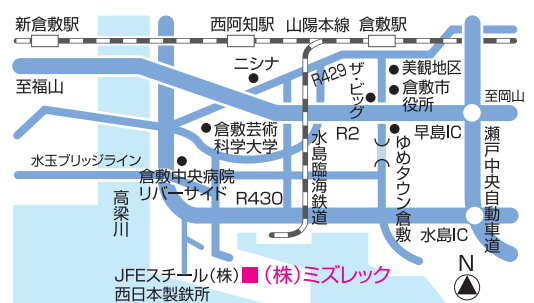 新倉敷駅
西阿知駅
山陽本線
倉敷駅
ニシナ
R429
ザ・ビッグ
美観地区
倉敷市
役所
至福山
至岡山
倉敷芸術
科学大学
水島臨海鉄道
R2
早島IC
ゆめタウン倉敷
瀬戸中央自動車道
水玉ブリッジライン
倉敷中央病院
リバーサイド
高梁川
R430
水島IC
N
JFEスチール(株)
西日本製鉄所
(株)ミズレック